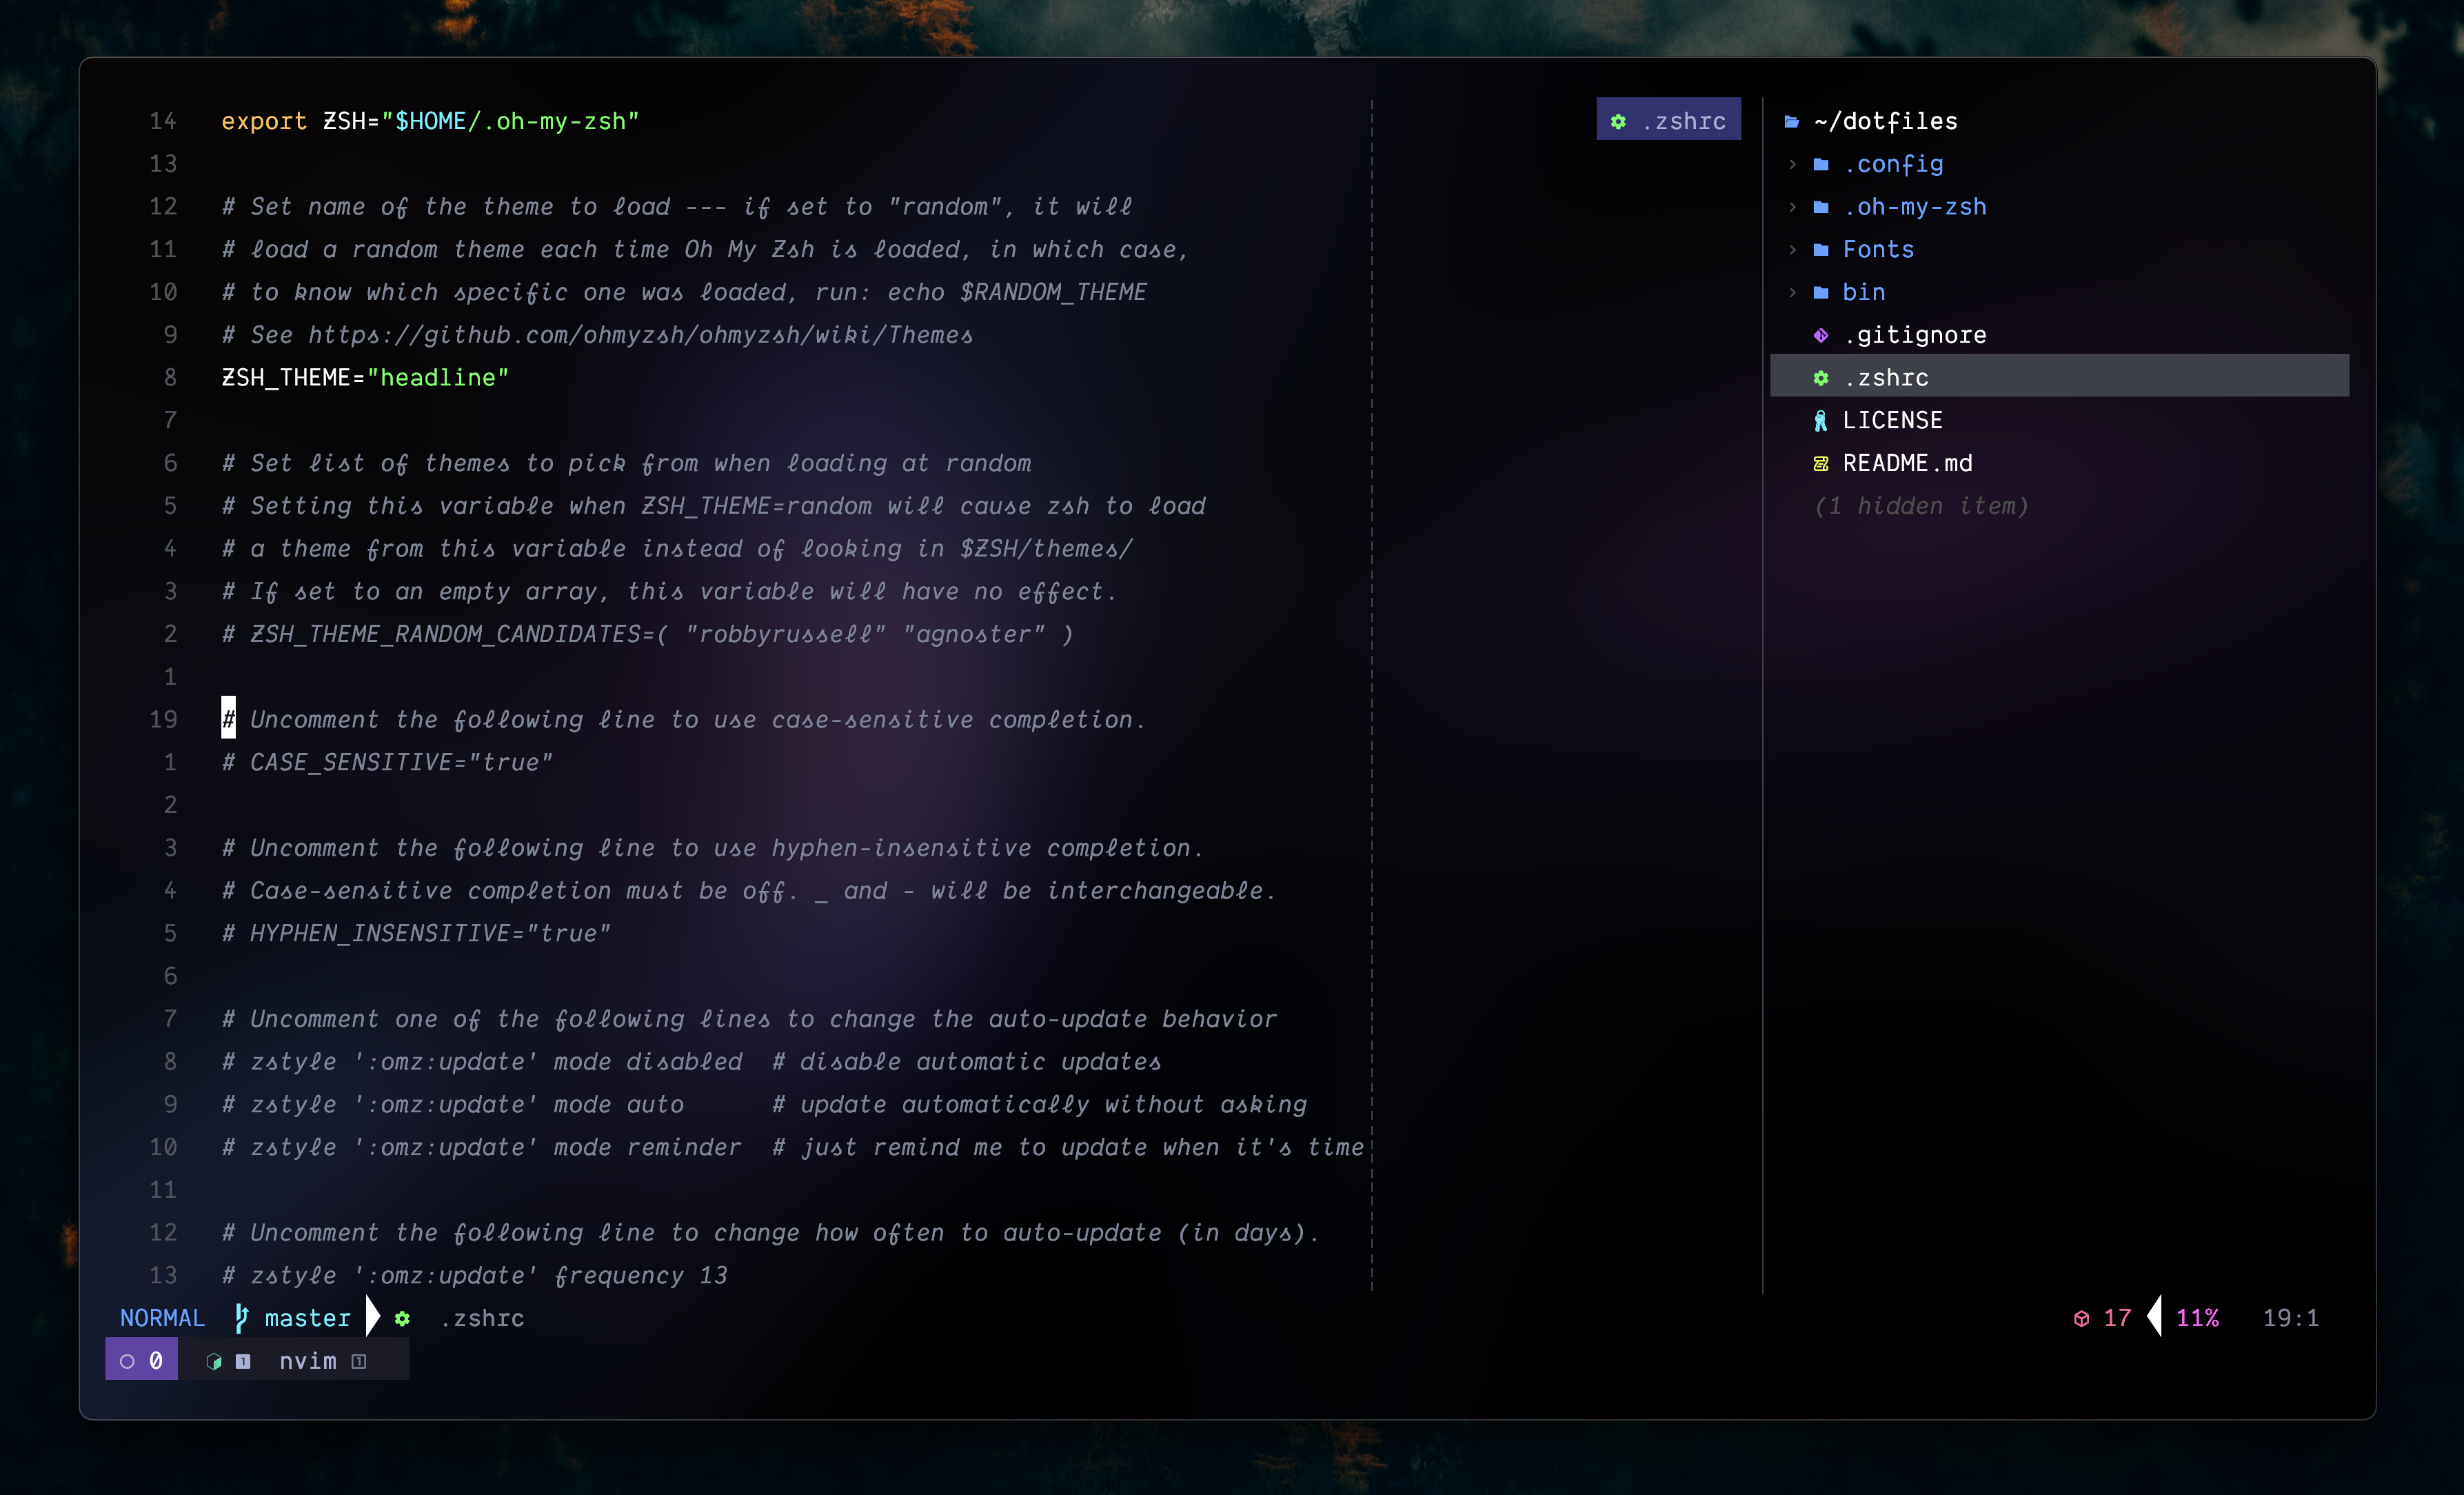 14 export ZSH="$HOME/.oh-my-zsh"
13
12 # Set name of the theme to load --- if set to "random", it will
11 # load a random theme each time Oh My Zsh is loaded, in which case,
10 # to know which specific one was loaded, run: echo $RANDOM_THEME
9 # See https://github.com/ohmyzsh/ohmyzsh/wiki/Themes
8 ZSH_THEME="headline"
7
6 # Set list of themes to pick from when loading at random
5 # Setting this variable when ZSH_THEME=random will cause zsh to load
4 # a theme from this variable instead of looking in $ZSH/themes/
3 # If set to an empty array, this variable will have no effect.
2 # ZSH_THEME_RANDOM_CANDIDATES=( "robbyrussell" "agnoster" )
1
19 # Uncomment the following line to use case-sensitive completion.
1 # CASE_SENSITIVE="true"
2
3 # Uncomment the following line to use hyphen-insensitive completion.
4 # Case-sensitive completion must be off. _ and - will be interchangeable.
5 # HYPHEN_INSENSITIVE="true"
6
7 # Uncomment one of the following lines to change the auto-update behavior
8 # zstyle ':omz:update' mode disabled  # disable automatic updates
9 # zstyle ':omz:update' mode auto      # update automatically without asking
10 # zstyle ':omz:update' mode reminder  # just remind me to update when it's time
11
12 # Uncomment the following line to change how often to auto-update (in days).
13 # zstyle ':omz:update' frequency 13
.zshrc
~/dotfiles
.config
.oh-my-zsh
Fonts
bin
.gitignore
.zshrc
LICENSE
README.md
(1 hidden item)
NORMAL master .zshrc 17 11% 19:1
0 1 nvim 1